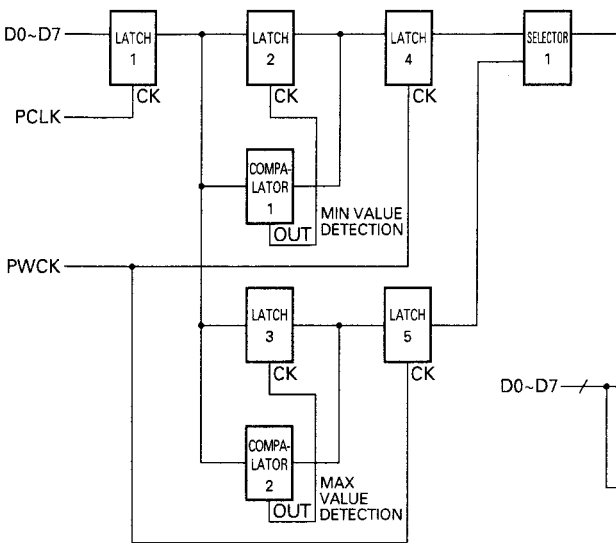 D0~D7
LATCH
1
CK
PCLK
LATCH
2
CK
LATCH
4
CK
SELECTOR
1
COMPA-
LATOR
1
OUT
MIN VALUE
DETECTION
PWCK
LATCH
3
CK
LATCH
5
CK
COMPA-
LATOR
2
OUT
MAX
VALUE
DETECTION
D0~D7